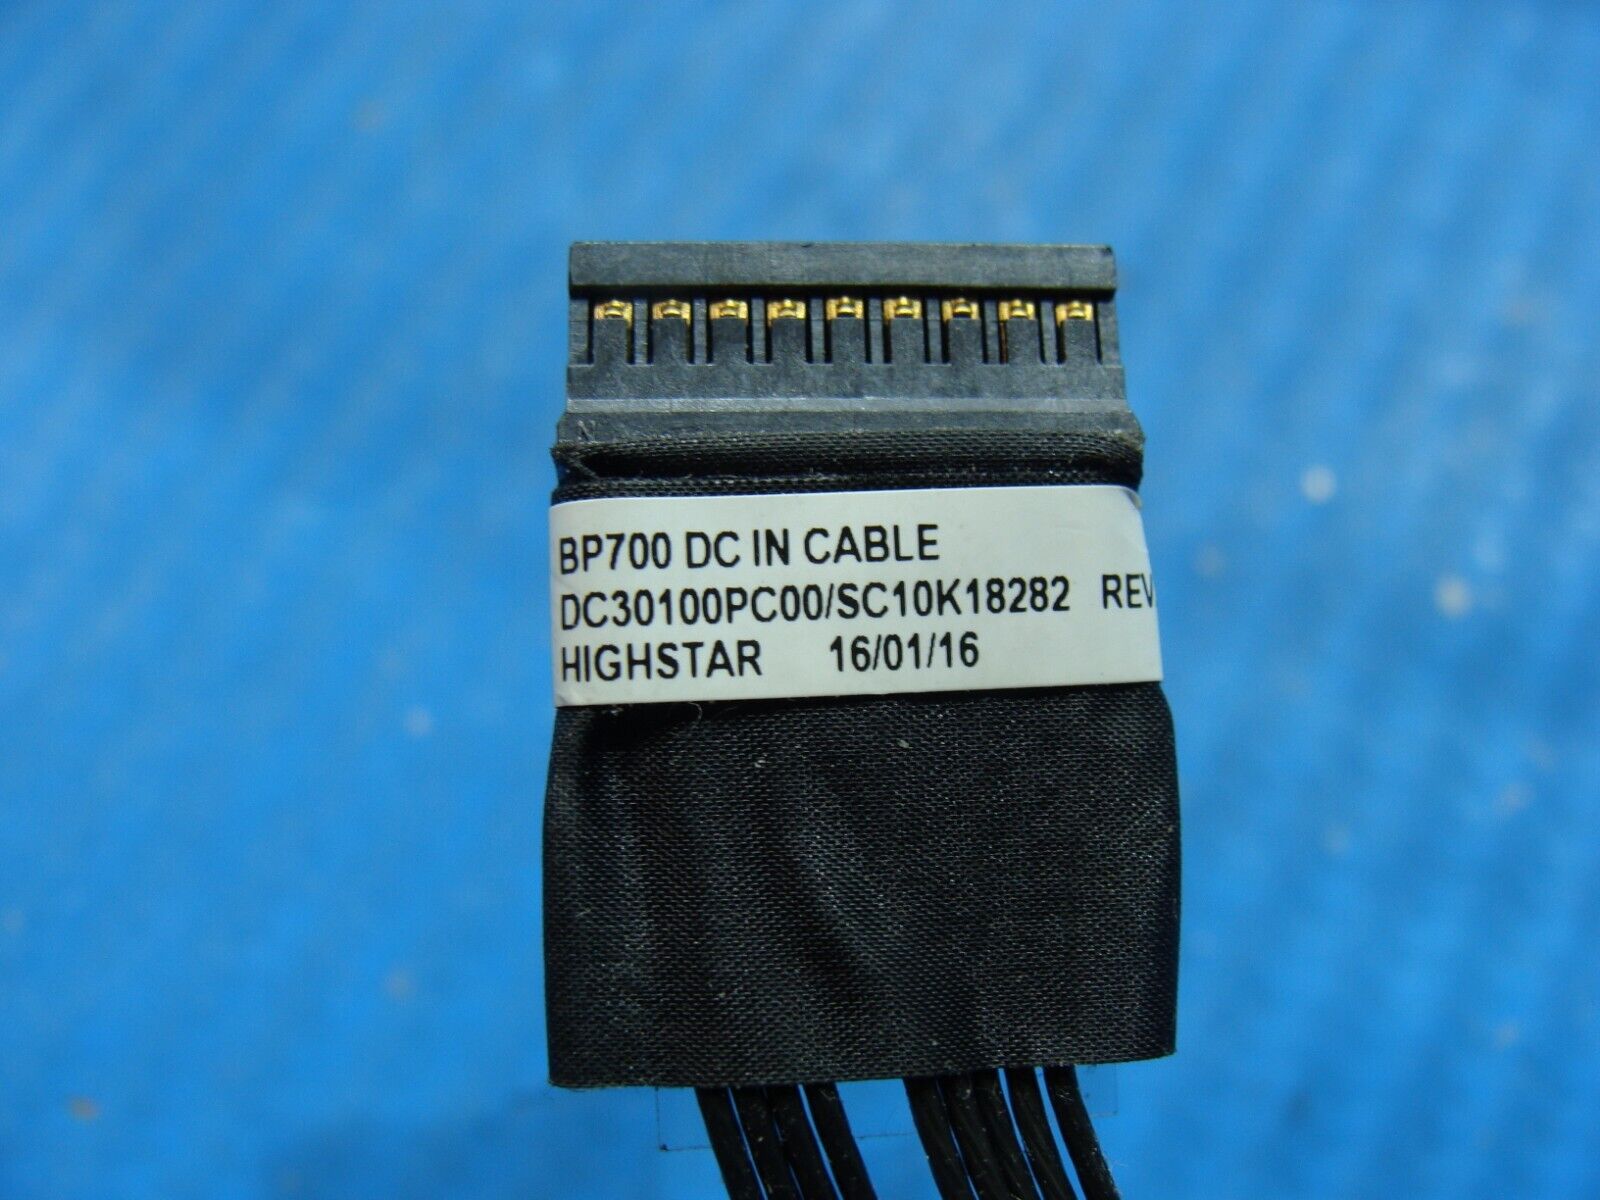 N
BP700 DC IN CABLE
DC30100PC00/SC10K18282 REV
HIGHSTAR 16/01/16